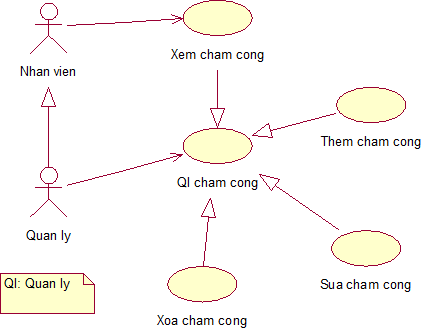 Nhan vien
Xem cham cong
Them cham cong
Ql cham cong
Quan ly
Ql: Quan ly
Sua cham cong
Xoa cham cong